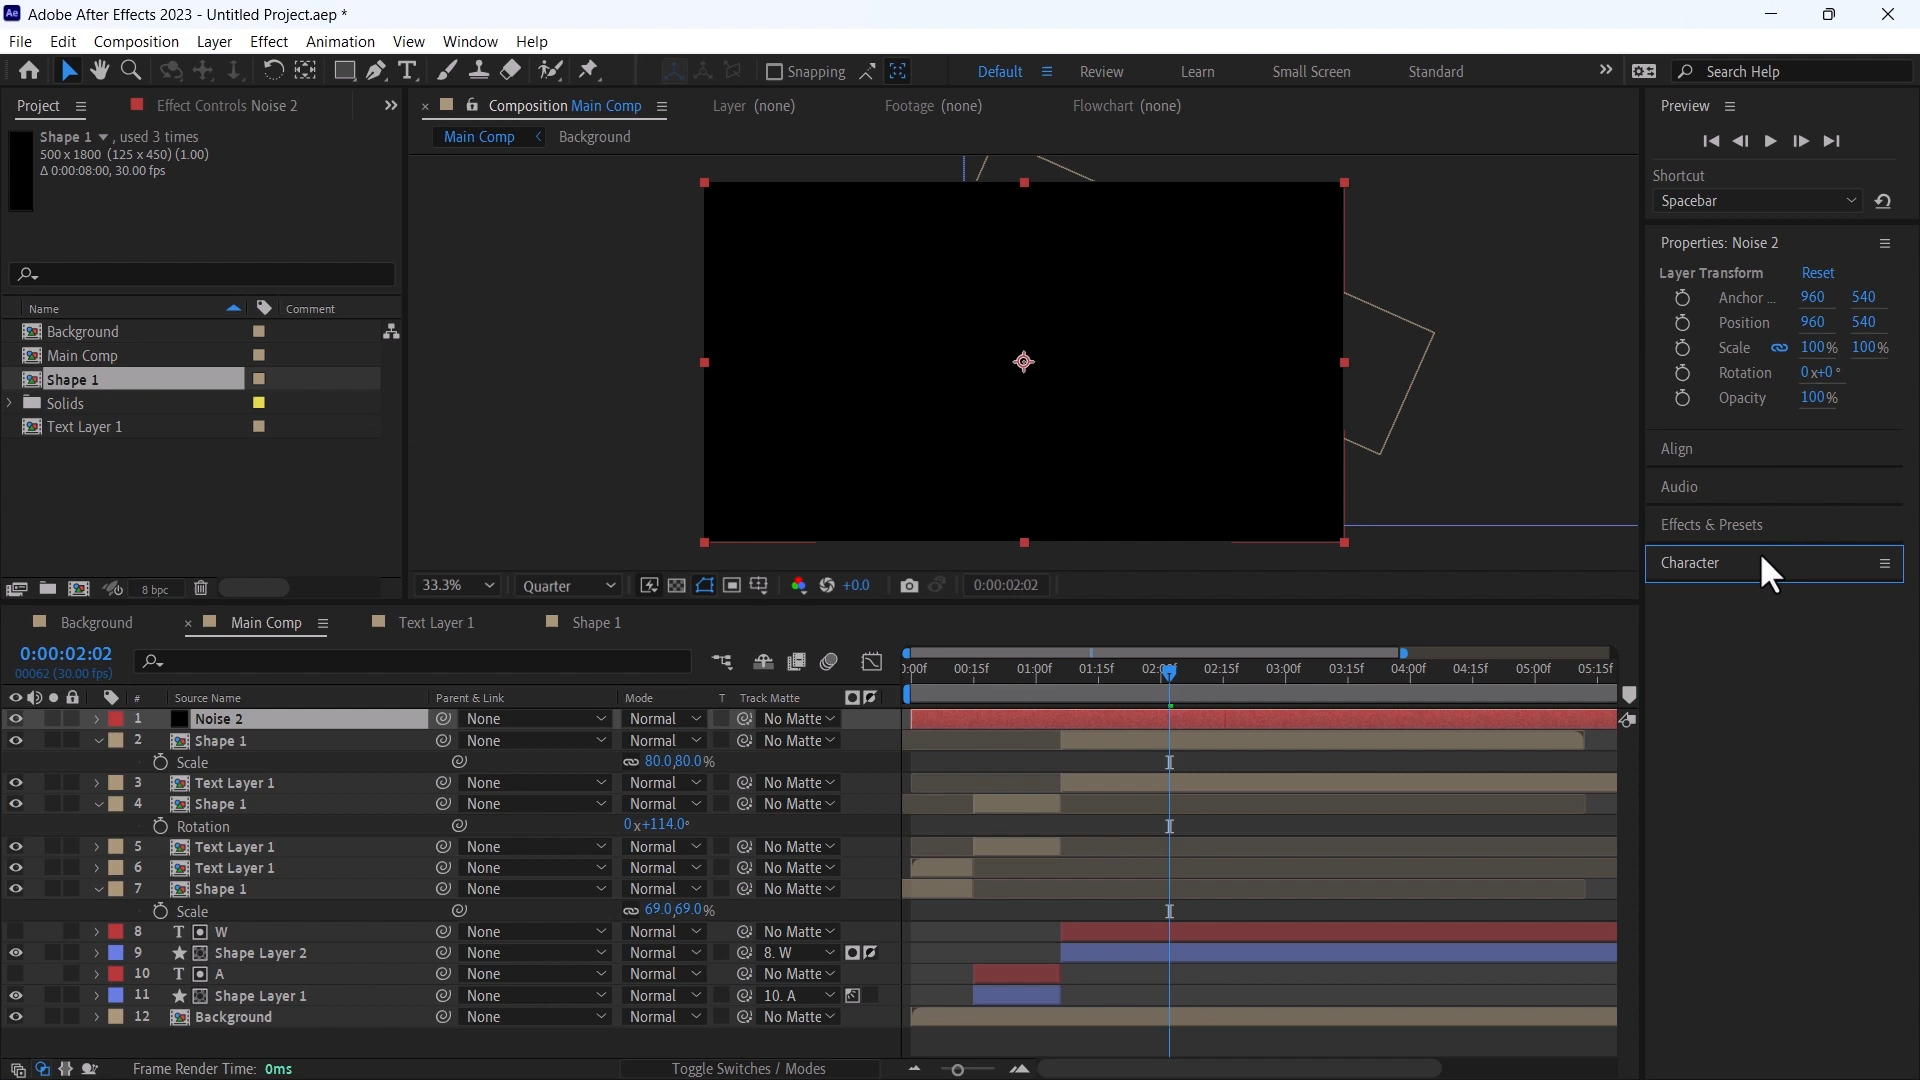 Ae Adobe After Effects 2023 - Untitled Project.aep *
File Edit Composition Layer Effect Animation View Window Help
Snapping Default Review Learn Small Screen Standard Search Help
Project Effect Controls Noise 2
Shape 1 , used 3 times
500 x 1800 (125 x 450) (1.00)
Δ 0:00:08:00, 30.00 fps
Name Comment
Background
Main Comp
Shape 1
Solids
Text Layer 1
8 bpc
Composition Main Comp Layer (none) Footage (none) Flowchart (none)
Main Comp Background
33.3% Quarter +0.0 0:00:02:02
Preview
Shortcut
Spacebar
Properties: Noise 2
Layer Transform Reset
Anchor ... 960 540
Position 960 540
Scale 100% 100%
Rotation 0x+0°
Opacity 100%
Align
Audio
Effects & Presets
Character
Background Main Comp Text Layer 1 Shape 1
0:00:02:02
00062 (30.00 fps)
):00f 00:15f 01:00f 01:15f 02:00f 02:15f 03:00f 03:15f 04:00f 04:15f 05:00f 05:15f
# Source Name Parent & Link Mode T Track Matte
1 Noise 2 None Normal No Matte
2 Shape 1 None Normal No Matte
Scale 80.0,80.0%
3 Text Layer 1 None Normal No Matte
4 Shape 1 None Normal No Matte
Rotation 0x+114.0°
5 Text Layer 1 None Normal No Matte
6 Text Layer 1 None Normal No Matte
7 Shape 1 None Normal No Matte
Scale 69.0,69.0%
8 T W None Normal No Matte
9 Shape Layer 2 None Normal 8. W
10 T A None Normal No Matte
11 Shape Layer 1 None Normal 10. A
12 Background None Normal No Matte
Frame Render Time: 0ms Toggle Switches / Modes